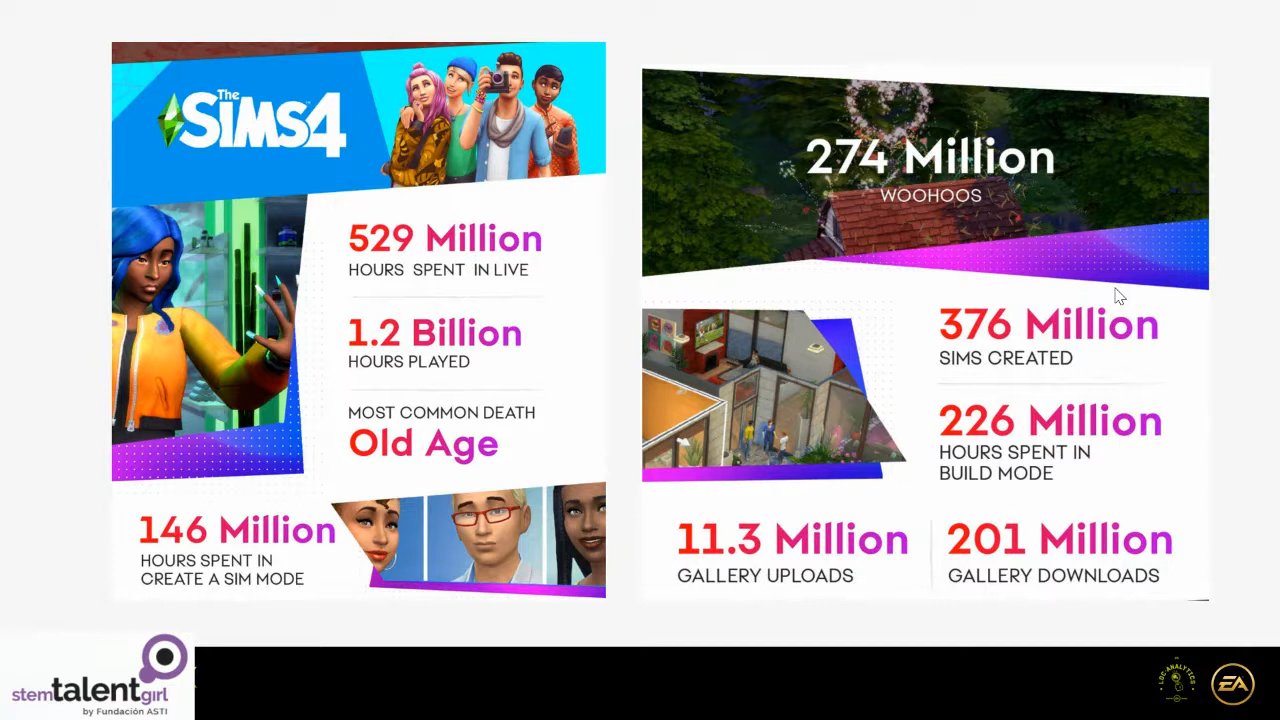 The
SiMS4
529 Million
HOURS SPENT IN LIVE
1.2 Billion
HOURS PLAYED
MOST COMMON DEATH
Old Age
146 Million
HOURS SPENT IN
CREATE A SIM MODE
274 Million
WOOHOOS
376 Million
SIMS CREATED
226 Million
HOURS SPENT IN
BUILD MODE
11.3 Million
GALLERY UPLOADS
201 Million
GALLERY DOWNLOADS
stemtalentgirl
by Fundación ASTI
LOC ANALYTICS
EA